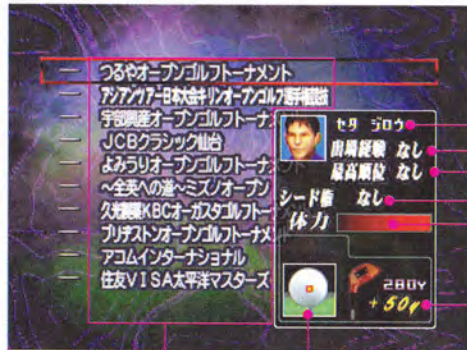 つるやオープンゴルフトーナメント
アジアンツアー日本大会キリンオープンゴルフ選手権競技
宇部興産オープンゴルフトーナ
JCBクラシック仙台
よみうりオープンゴルフトーナメント
～全英への道～ミズノオープン
久光製薬KBCオーガスタゴルフトー
ブリヂストンオープンゴルフトーナメ
アコムインターナショナル
住友VISA太平洋マスターズ
セタ ジロウ
出場経験 なし
最高順位 なし
シード権 なし
体力
280Y
+50y